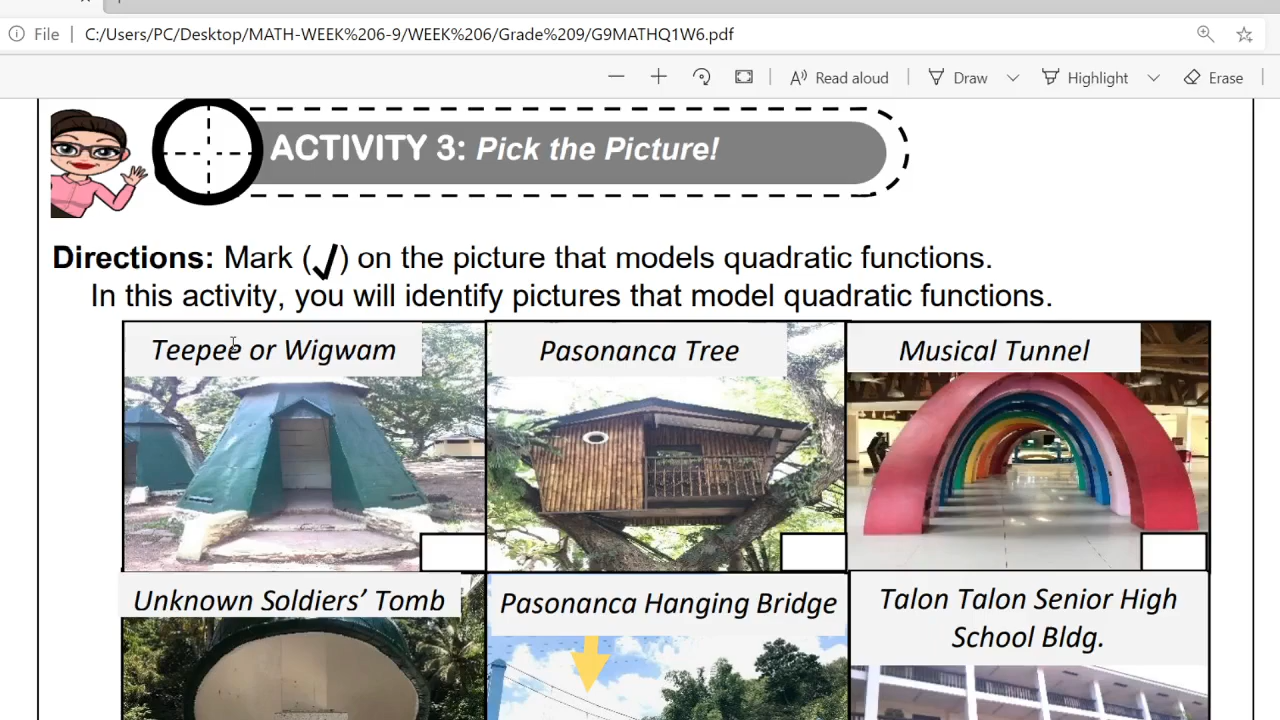 File
C:/Users/PC/Desktop/MATH-WEEK%206-9/WEEK%206/Grade%209/G9MATHQ1W6.pdf
Read aloud
Draw
Highlight
Erase
ACTIVITY 3: Pick the Picture!
Directions: Mark (✓) on the picture that models quadratic functions.
In this activity, you will identify pictures that model quadratic functions.
Teepee or Wigwam
Pasonanca Tree
Musical Tunnel
Unknown Soldiers’ Tomb
Pasonanca Hanging Bridge
Talon Talon Senior High
School Bldg.